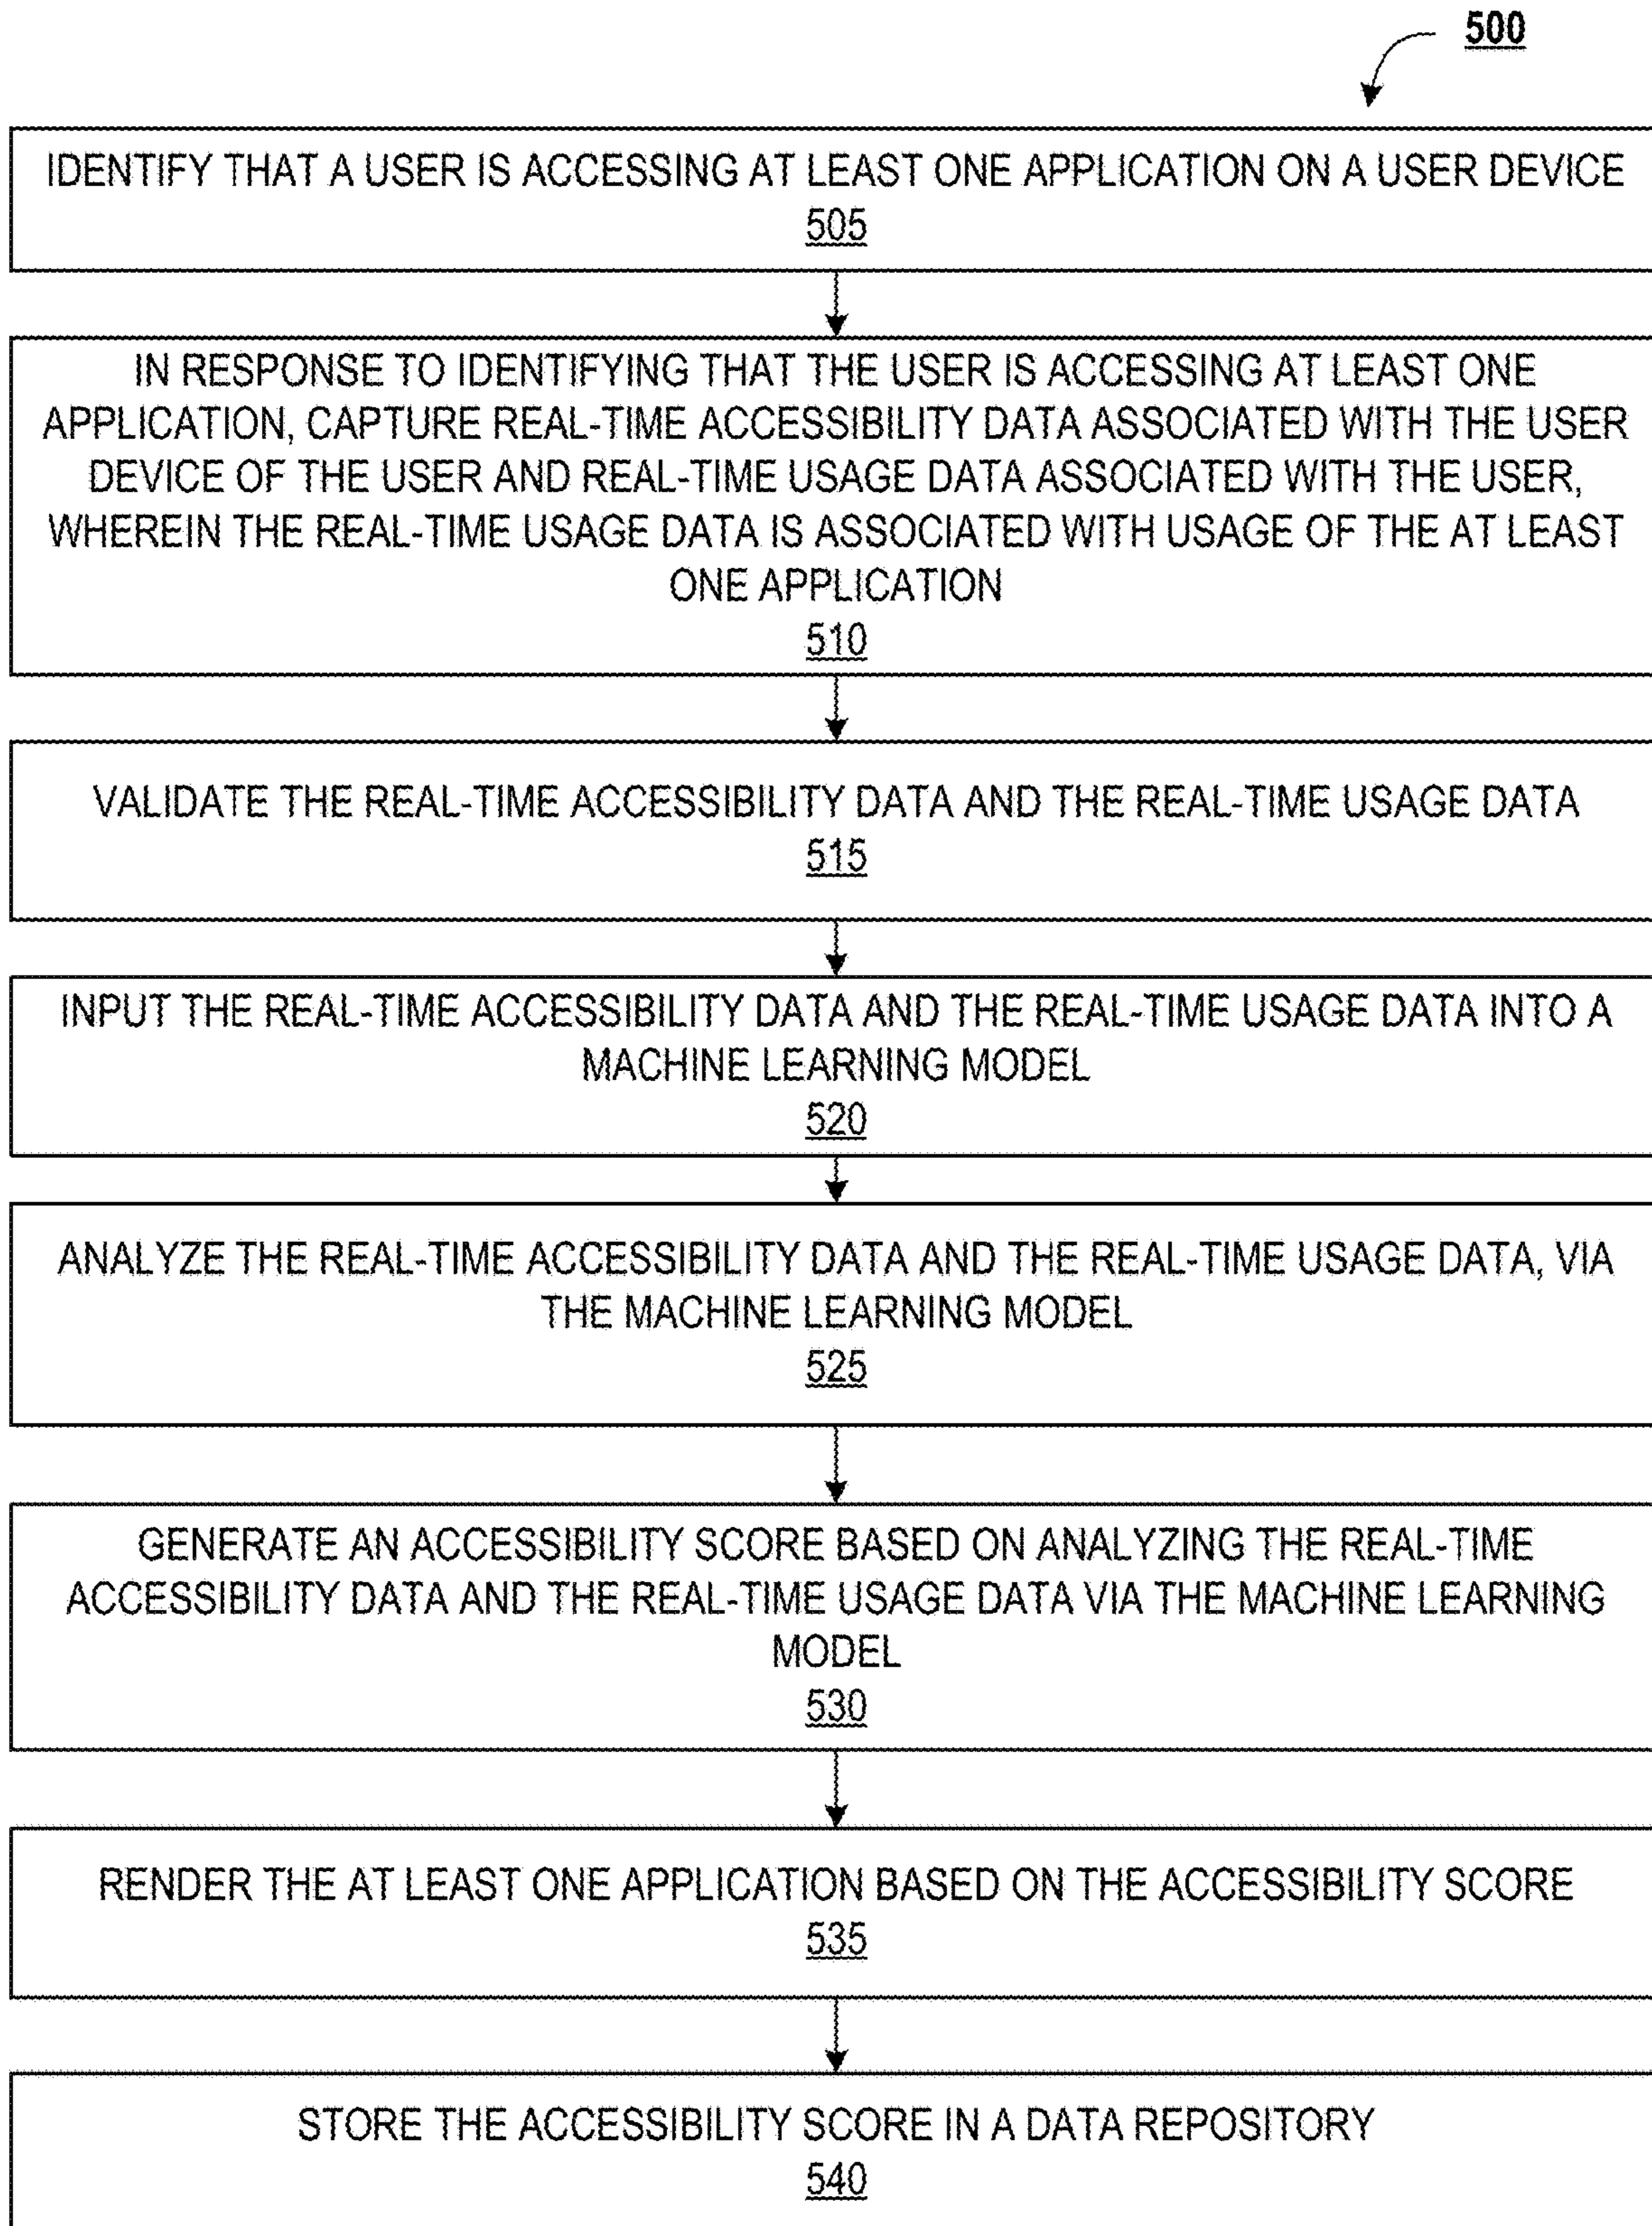 500
IDENTIFY THAT A USER IS ACCESSING AT LEAST ONE APPLICATION ON A USER DEVICE
505
IN RESPONSE TO IDENTIFYING THAT THE USER IS ACCESSING AT LEAST ONE
APPLICATION, CAPTURE REAL-TIME ACCESSIBILITY DATA ASSOCIATED WITH THE USER
DEVICE OF THE USER AND REAL-TIME USAGE DATA ASSOCIATED WITH THE USER,
WHEREIN THE REAL-TIME USAGE DATA IS ASSOCIATED WITH USAGE OF THE AT LEAST
ONE APPLICATION
510
VALIDATE THE REAL-TIME ACCESSIBILITY DATA AND THE REAL-TIME USAGE DATA
515
INPUT THE REAL-TIME ACCESSIBILITY DATA AND THE REAL-TIME USAGE DATA INTO A
MACHINE LEARNING MODEL
520
ANALYZE THE REAL-TIME ACCESSIBILITY DATA AND THE REAL-TIME USAGE DATA, VIA
THE MACHINE LEARNING MODEL
525
GENERATE AN ACCESSIBILITY SCORE BASED ON ANALYZING THE REAL-TIME
ACCESSIBILITY DATA AND THE REAL-TIME USAGE DATA VIA THE MACHINE LEARNING
MODEL
530
RENDER THE AT LEAST ONE APPLICATION BASED ON THE ACCESSIBILITY SCORE
535
STORE THE ACCESSIBILITY SCORE IN A DATA REPOSITORY
540